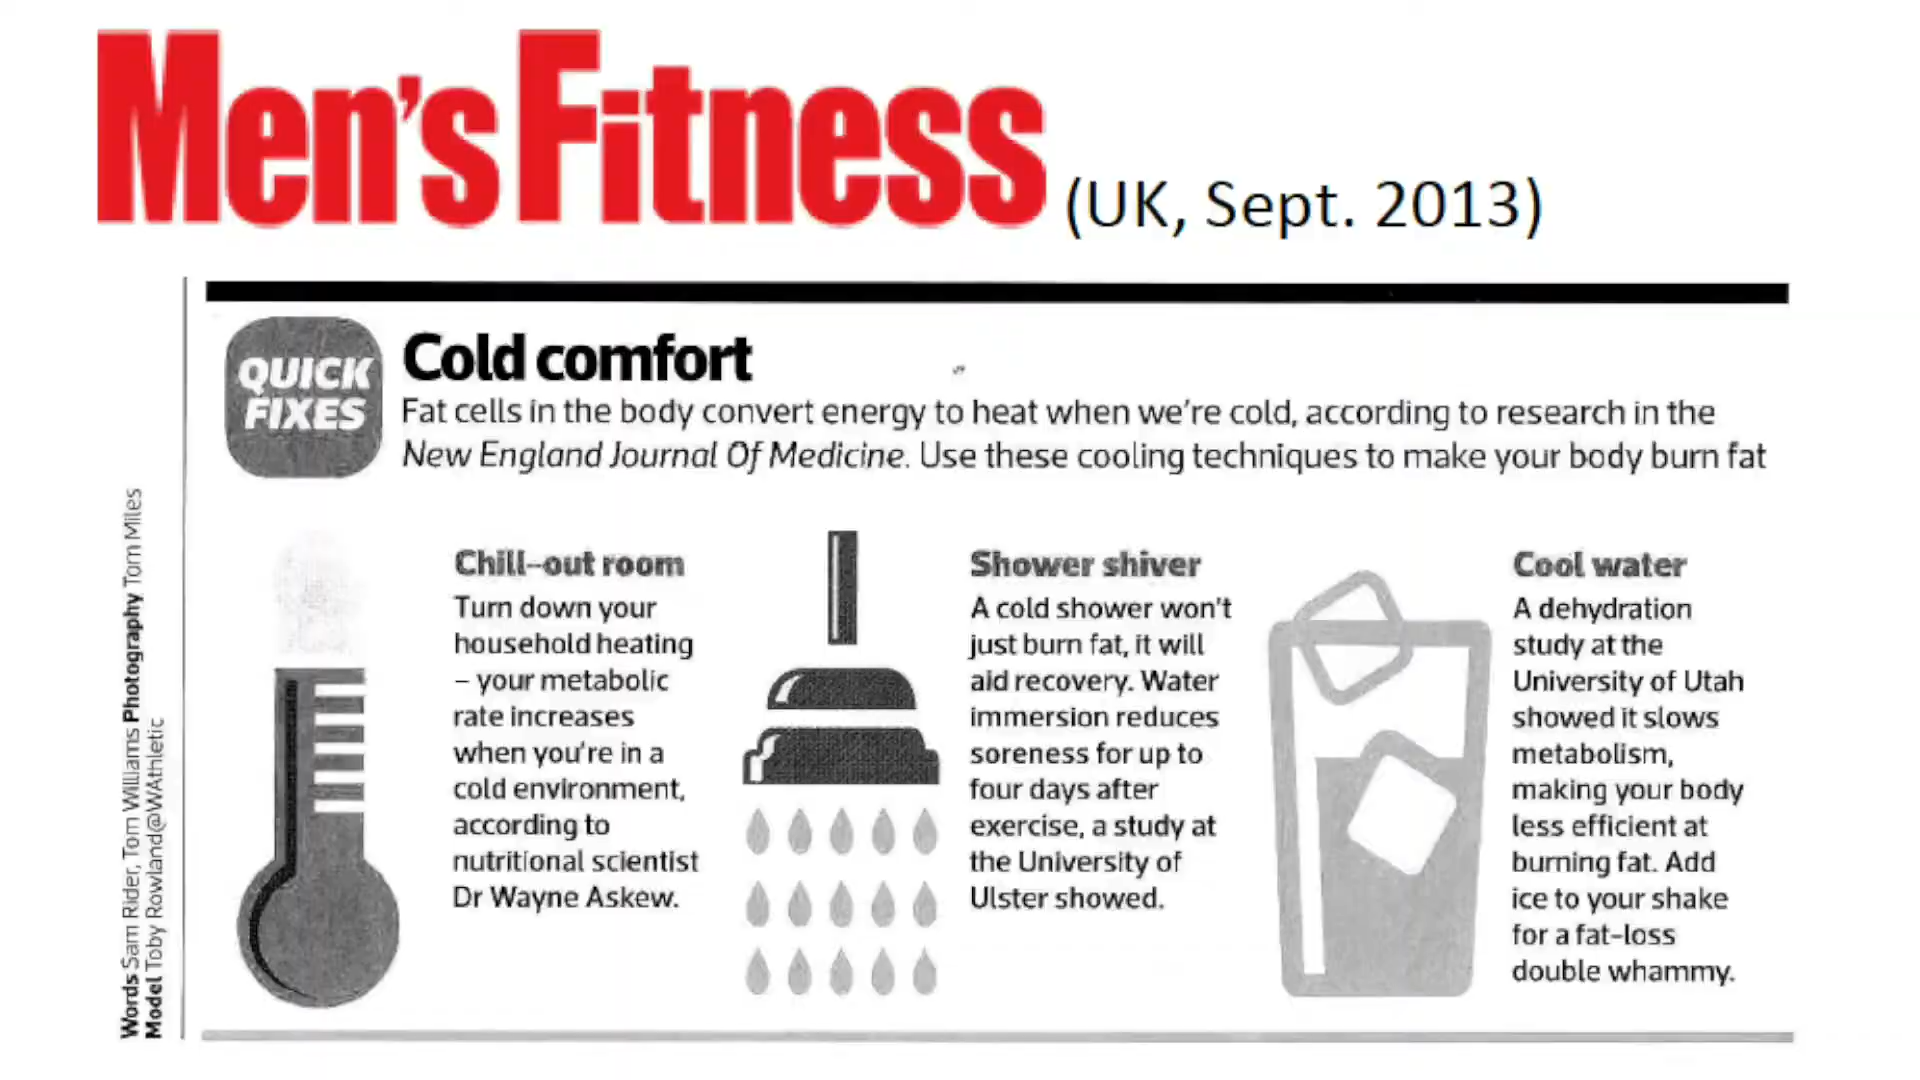 Men's Fitness (UK, Sept. 2013)
QUICK
FIXES
Cold comfort
Fat cells in the body convert energy to heat when we're cold, according to research in the
New England Journal Of Medicine. Use these cooling techniques to make your body burn fat
Chill-out room
Turn down your
household heating
– your metabolic
rate increases
when you're in a
cold environment,
according to
nutritional scientist
Dr Wayne Askew.
Shower shiver
A cold shower won't
just burn fat, it will
aid recovery. Water
immersion reduces
soreness for up to
four days after
exercise, a study at
the University of
Ulster showed.
Cool water
A dehydration
study at the
University of Utah
showed it slows
metabolism,
making your body
less efficient at
burning fat. Add
ice to your shake
for a fat-loss
double whammy.
Words Sam Rider, Tom Williams Photography Tom Miles
Model Toby Rowland@WAthletic